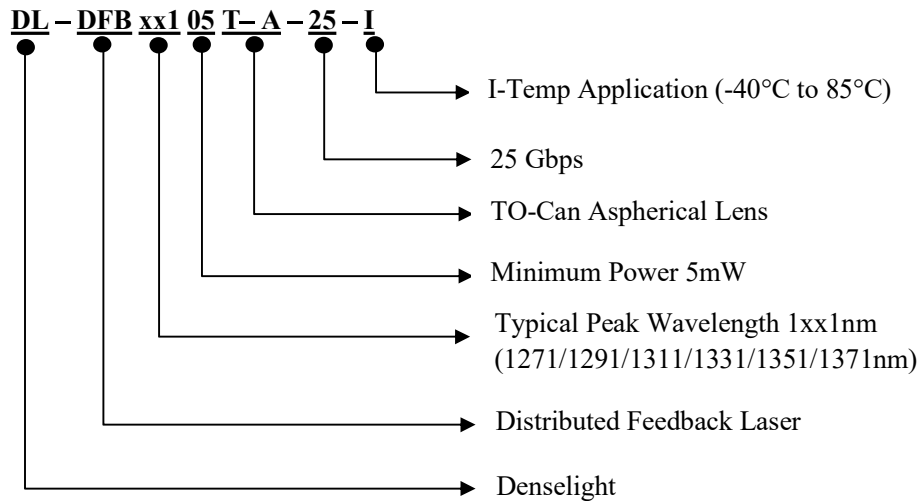 DL – DFB xx1 05 T– A – 25 – I
I-Temp Application (-40°C to 85°C)
25 Gbps
TO-Can Aspherical Lens
Minimum Power 5mW
Typical Peak Wavelength 1xx1nm
(1271/1291/1311/1331/1351/1371nm)
Distributed Feedback Laser
Denselight